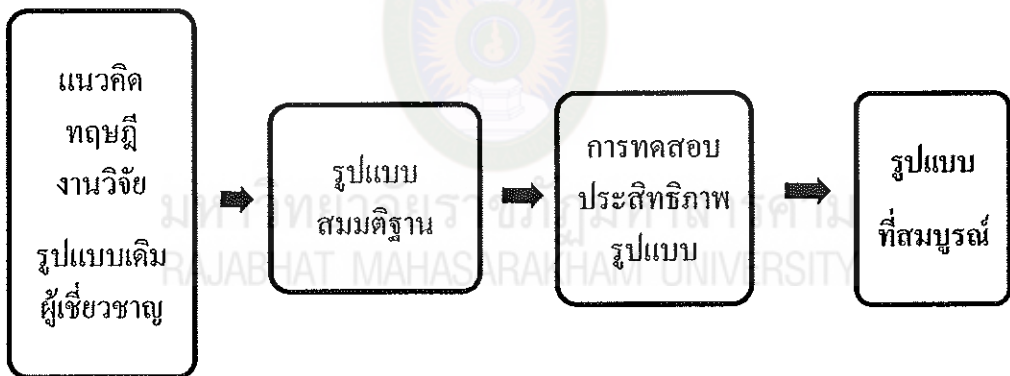 แนวคิด
ทฤษฎี
งานวิจัย
รูปแบบเดิม
ผู้เชี่ยวชาญ
รูปแบบ
สมมติฐาน
การทดสอบ
ประสิทธิภาพ
รูปแบบ
รูปแบบ
ที่สมบูรณ์
มหาวิทยาลัยราชภัฏมหาสารคาม
RAJABHAT MAHASARAKHAM UNIVERSITY